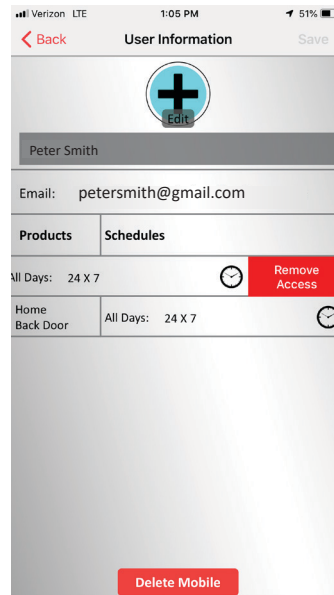 Verizon LTE 1:05 PM 51%
Back User Information Save
Edit
Peter Smith
Email: petersmith@gmail.com
Products Schedules
All Days: 24 X 7 Remove
Access
Home
Back Door All Days: 24 X 7
Delete Mobile